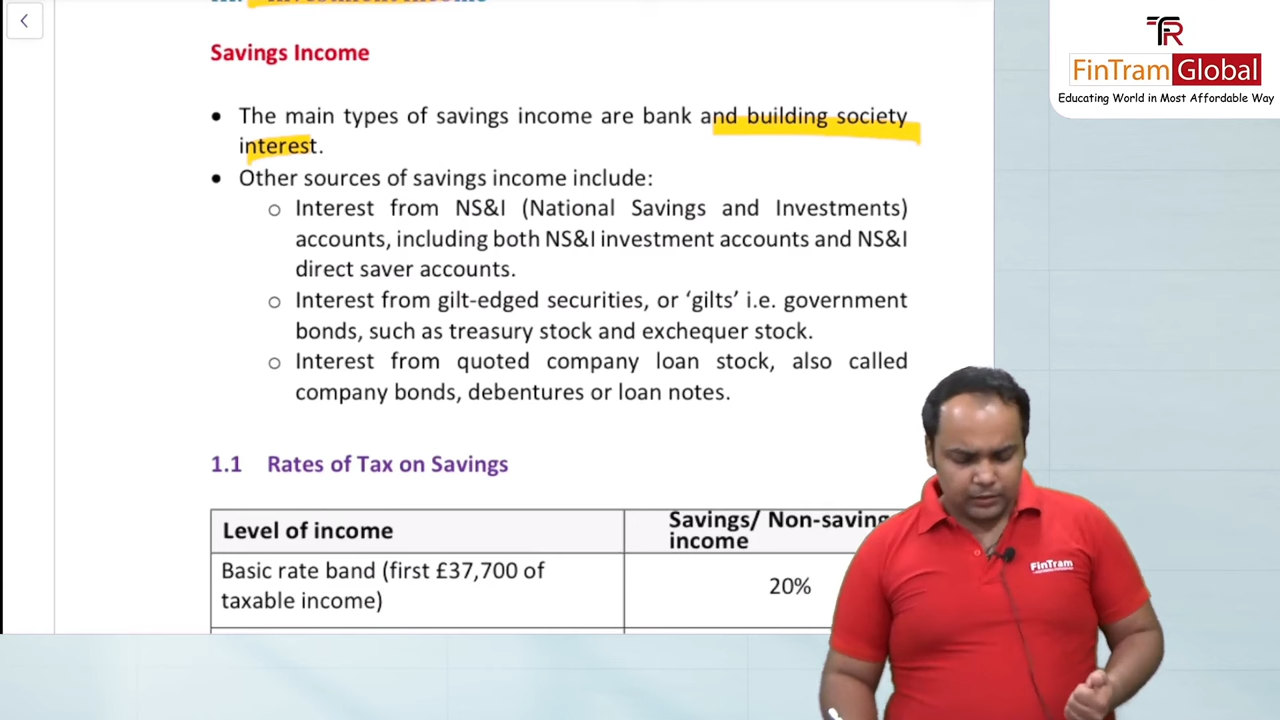 Savings Income
• The main types of savings income are bank and building society
interest.
• Other sources of savings income include:
o Interest from NS&I (National Savings and Investments)
accounts, including both NS&I investment accounts and NS&I
direct saver accounts.
o Interest from gilt-edged securities, or ‘gilts’ i.e. government
bonds, such as treasury stock and exchequer stock.
o Interest from quoted company loan stock, also called
company bonds, debentures or loan notes.
1.1 Rates of Tax on Savings
Level of income
Savings/ Non-saving
income
Basic rate band (first £37,700 of
taxable income)
20%
FinTram Global
Educating World in Most Affordable Way
FinTram